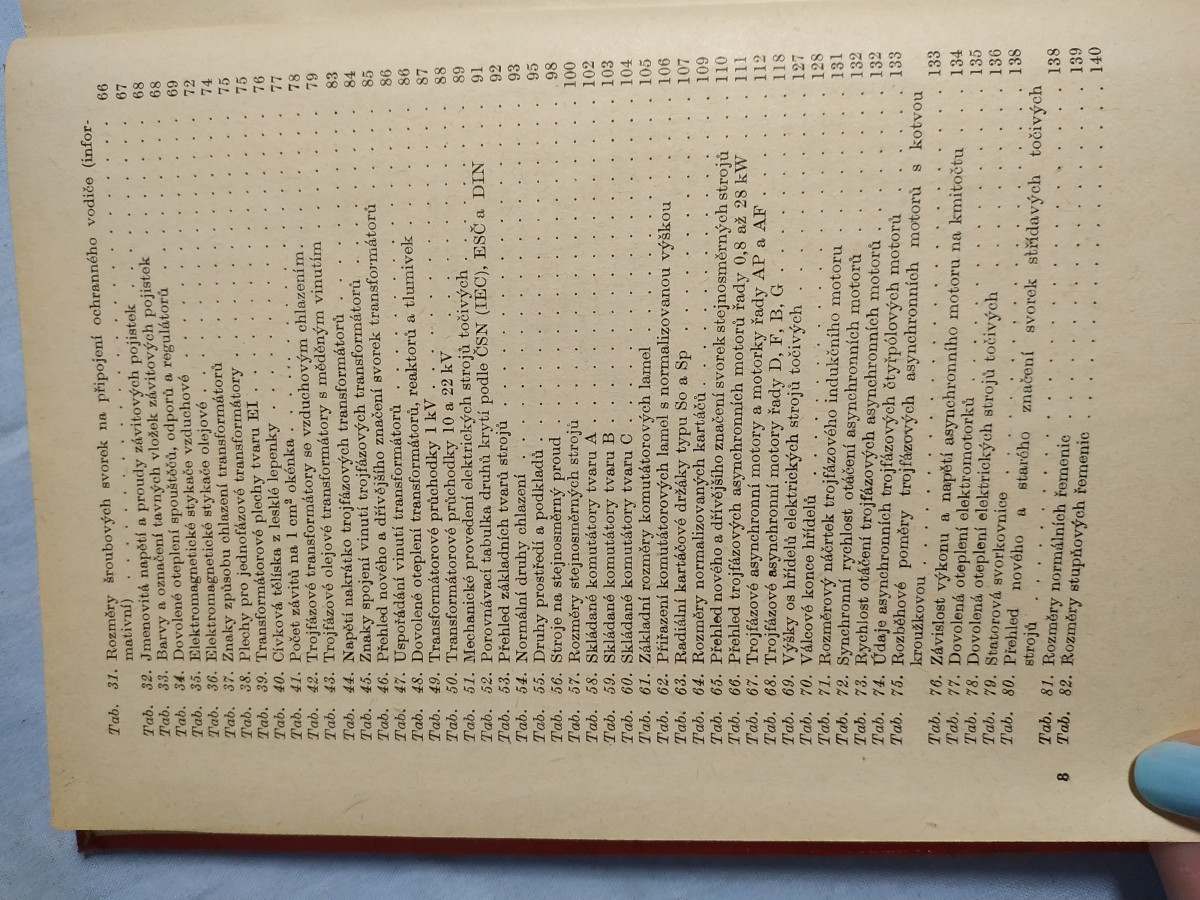 Tab. 31. Rozměry šroubových svorek na připojení ochranného vodiče (infor-
mativní) . . . . . . . . . . . . . . . . . . . . 66
Tab. 32. Jmenovitá napětí a proudy závitových pojistek . . . . . 67
Tab. 33. Barvy a označení tavných vložek závitových pojistek . . . 68
Tab. 34. Dovolené oteplení spouštěčů, odporů a regulátorů . . . . 68
Tab. 35. Elektromagnetické stykače vzduchové . . . . . . . . 69
Tab. 36. Elektromagnetické stykače olejové . . . . . . . . . 72
Tab. 37. Znaky způsobu chlazení transformátorů . . . . . . . 74
Tab. 38. Plechy pro jednofázové transformátory . . . . . . . 75
Tab. 39. Transformátorové plechy tvaru EI . . . . . . . . . 75
Tab. 40. Cívková tělíska z lesklé lepenky . . . . . . . . . . 76
Tab. 41. Počet závitů na 1 cm² okénka . . . . . . . . . . . 77
Tab. 42. Trojfázové transformátory se vzduchovým chlazením . . . 78
Tab. 43. Trojfázové olejové transformátory s měděným vinutím . . 79
Tab. 44. Napětí nakrátko trojfázových transformátorů . . . . . 83
Tab. 45. Znaky spojení vinutí trojfázových transformátorů . . . . 84
Tab. 46. Přehled nového a dřívějšího značení svorek transformátorů . 85
Tab. 47. Uspořádání vinutí transformátorů . . . . . . . . . 86
Tab. 48. Dovolené oteplení transformátorů, reaktorů a tlumivek . . 86
Tab. 49. Transformátorové průchodky 1 kV . . . . . . . . . 87
Tab. 50. Transformátorové průchodky 10 a 22 kV . . . . . . . 88
Tab. 51. Mechanické provedení elektrických strojů točivých . . . . 89
Tab. 52. Porovnávací tabulka druhů krytí podle ČSN (IEC), ESČ a DIN 91
Tab. 53. Přehled základních tvarů strojů . . . . . . . . . . 92
Tab. 54. Normální druhy chlazení . . . . . . . . . . . . . 93
Tab. 55. Druhy prostředí a podkladů . . . . . . . . . . . 95
Tab. 56. Stroje na stejnosměrný proud . . . . . . . . . . . 98
Tab. 57. Rozměry stejnosměrných strojů . . . . . . . . . . 100
Tab. 58. Skládané komutátory tvaru A . . . . . . . . . . . 102
Tab. 59. Skládané komutátory tvaru B . . . . . . . . . . . 103
Tab. 60. Skládané komutátory tvaru C . . . . . . . . . . . 104
Tab. 61. Základní rozměry komutátorových lamel . . . . . . . 105
Tab. 62. Přiřazení komutátorových lamel s normalizovanou výškou . 106
Tab. 63. Radiální kartáčové držáky typu So a Sp . . . . . . . 107
Tab. 64. Rozměry normalizovaných kartáčů . . . . . . . . . 109
Tab. 65. Přehled nového a dřívějšího značení svorek stejnosměrných strojů 110
Tab. 66. Přehled trojfázových asynchronních motorů řady 0,8 až 28 kW 111
Tab. 67. Trojfázové asynchronní motory a motorky řady AP a AF . . 112
Tab. 68. Trojfázové asynchronní motory řady D, F, B, G . . . . . 118
Tab. 69. Výšky os hřídelů elektrických strojů točivých . . . . . 127
Tab. 70. Válcové konce hřídelů . . . . . . . . . . . . . . 128
Tab. 71. Rozměrový náčrtek trojfázového indukčního motoru . . . 131
Tab. 72. Synchronní rychlost otáčení asynchronních motorů . . . 132
Tab. 73. Rychlost otáčení trojfázových asynchronních motorů . . . 132
Tab. 74. Údaje asynchronních trojfázových čtyřpólových motorů . . 133
Tab. 75. Rozběhové poměry trojfázových asynchronních motorů s kotvou
kroužkovou . . . . . . . . . . . . . . . . . . . 133
Tab. 76. Závislost výkonu a napětí asynchronního motoru na kmitočtu . 134
Tab. 77. Dovolená oteplení elektromotorků . . . . . . . . . 135
Tab. 78. Dovolená oteplení elektrických strojů točivých . . . . . 136
Tab. 79. Statorová svorkovnice . . . . . . . . . . . . . . 138
Tab. 80. Přehled nového a starého značení svorek střídavých točivých
strojů . . . . . . . . . . . . . . . . . . . . . 138
Tab. 81. Rozměry normálních řemenic . . . . . . . . . . . 139
Tab. 82. Rozměry stupňových řemenic . . . . . . . . . . . 140
8